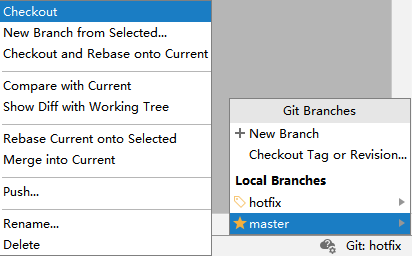 Checkout
New Branch from Selected...
Checkout and Rebase onto Current
Compare with Current
Show Diff with Working Tree
Rebase Current onto Selected
Merge into Current
Push...
Rename...
Delete
Git Branches
New Branch
Checkout Tag or Revision...
Local Branches
hotfix
master
Git: hotfix